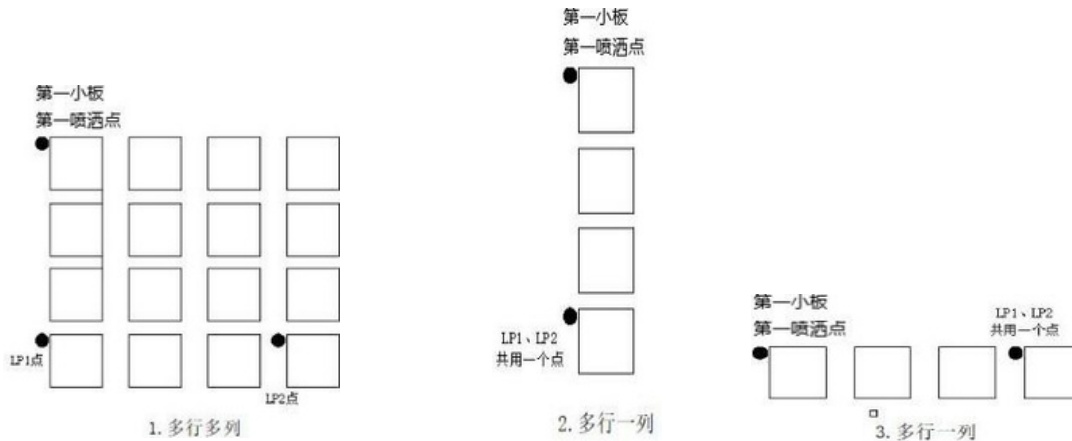 第一小板
第一喷洒点
LP1点
LP2点
1.多行多列
第一小板
第一喷洒点
LP1、LP2
共用一个点
2.多行一列
第一小板
第一喷洒点
LP1、LP2
共用一个点
3.多行一列